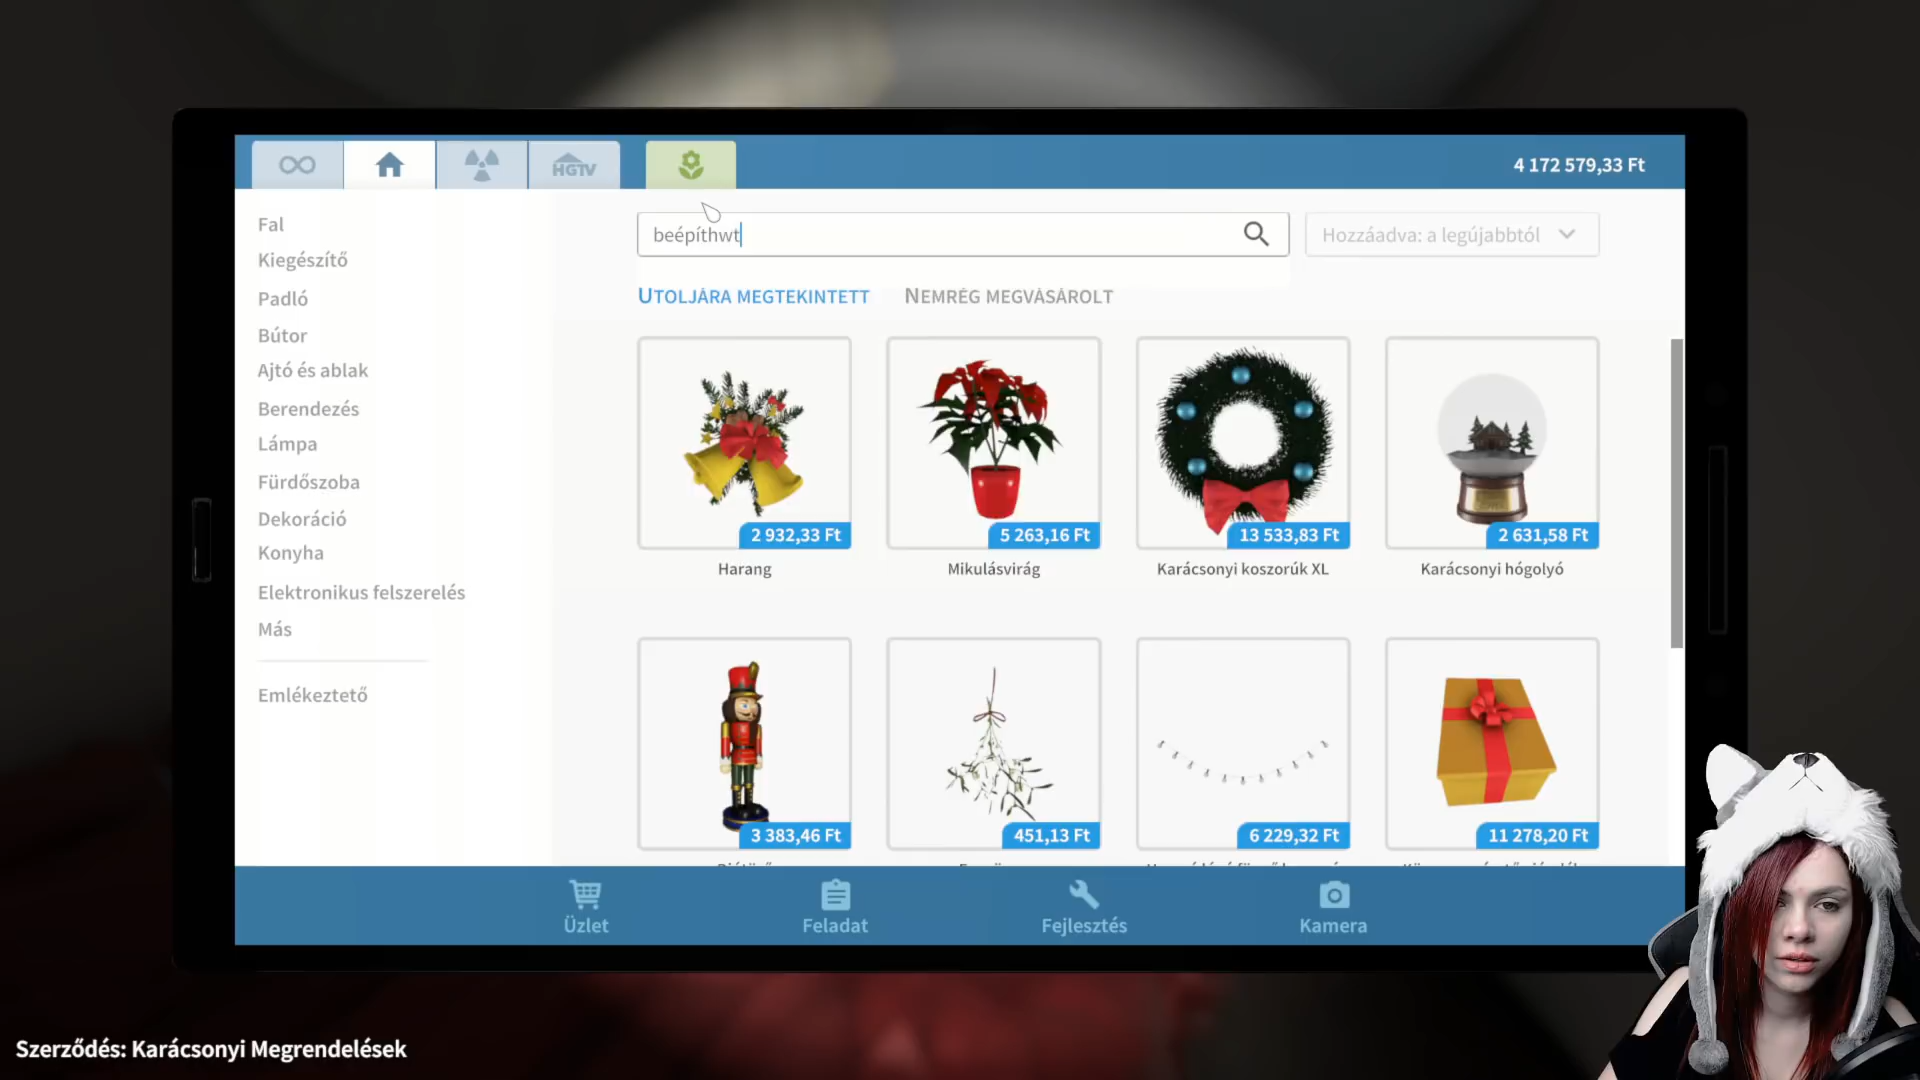 HGTV
4 172 579,33 Ft
Fal
Kiegészítő
Padló
Bútor
Ajtó és ablak
Berendezés
Lámpa
Fürdőszoba
Dekoráció
Konyha
Elektronikus felszerelés
Más
Emlékeztető
beépíthwt
Hozzáadva: a legújabbtól
UTOLJÁRA MEGTEKINTETT
NEMRÉG MEGVÁSÁROLT
2 932,33 Ft
5 263,16 Ft
13 533,83 Ft
2 631,58 Ft
Harang
Mikulásvirág
Karácsonyi koszorúk XL
Karácsonyi hógolyó
3 383,46 Ft
451,13 Ft
6 229,32 Ft
11 278,20 Ft
Üzlet
Feladat
Fejlesztés
Kamera
Szerződés: Karácsonyi Megrendelések